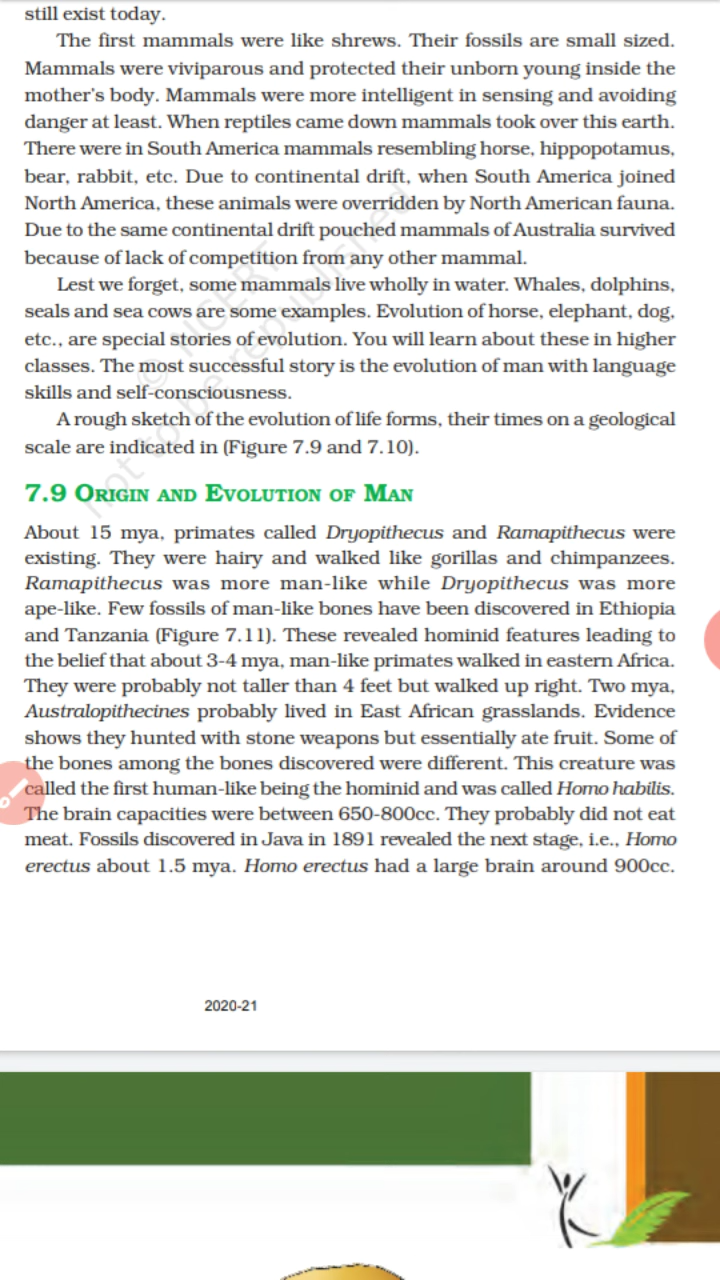 still exist today.
The first mammals were like shrews. Their fossils are small sized.
Mammals were viviparous and protected their unborn young inside the
mother's body. Mammals were more intelligent in sensing and avoiding
danger at least. When reptiles came down mammals took over this earth.
There were in South America mammals resembling horse, hippopotamus,
bear, rabbit, etc. Due to continental drift, when South America joined
North America, these animals were overridden by North American fauna.
Due to the same continental drift pouched mammals of Australia survived
because of lack of competition from any other mammal.
Lest we forget, some mammals live wholly in water. Whales, dolphins,
seals and sea cows are some examples. Evolution of horse, elephant, dog,
etc., are special stories of evolution. You will learn about these in higher
classes. The most successful story is the evolution of man with language
skills and self-consciousness.
A rough sketch of the evolution of life forms, their times on a geological
scale are indicated in (Figure 7.9 and 7.10).
7.9 ORIGIN AND EVOLUTION OF MAN
About 15 mya, primates called Dryopithecus and Ramapithecus were
existing. They were hairy and walked like gorillas and chimpanzees.
Ramapithecus was more man-like while Dryopithecus was more
ape-like. Few fossils of man-like bones have been discovered in Ethiopia
and Tanzania (Figure 7.11). These revealed hominid features leading to
the belief that about 3-4 mya, man-like primates walked in eastern Africa.
They were probably not taller than 4 feet but walked up right. Two mya,
Australopithecines probably lived in East African grasslands. Evidence
shows they hunted with stone weapons but essentially ate fruit. Some of
the bones among the bones discovered were different. This creature was
called the first human-like being the hominid and was called Homo habilis.
The brain capacities were between 650-800cc. They probably did not eat
meat. Fossils discovered in Java in 1891 revealed the next stage, i.e., Homo
erectus about 1.5 mya. Homo erectus had a large brain around 900cc.
© NCERT
not to be republished
2020-21